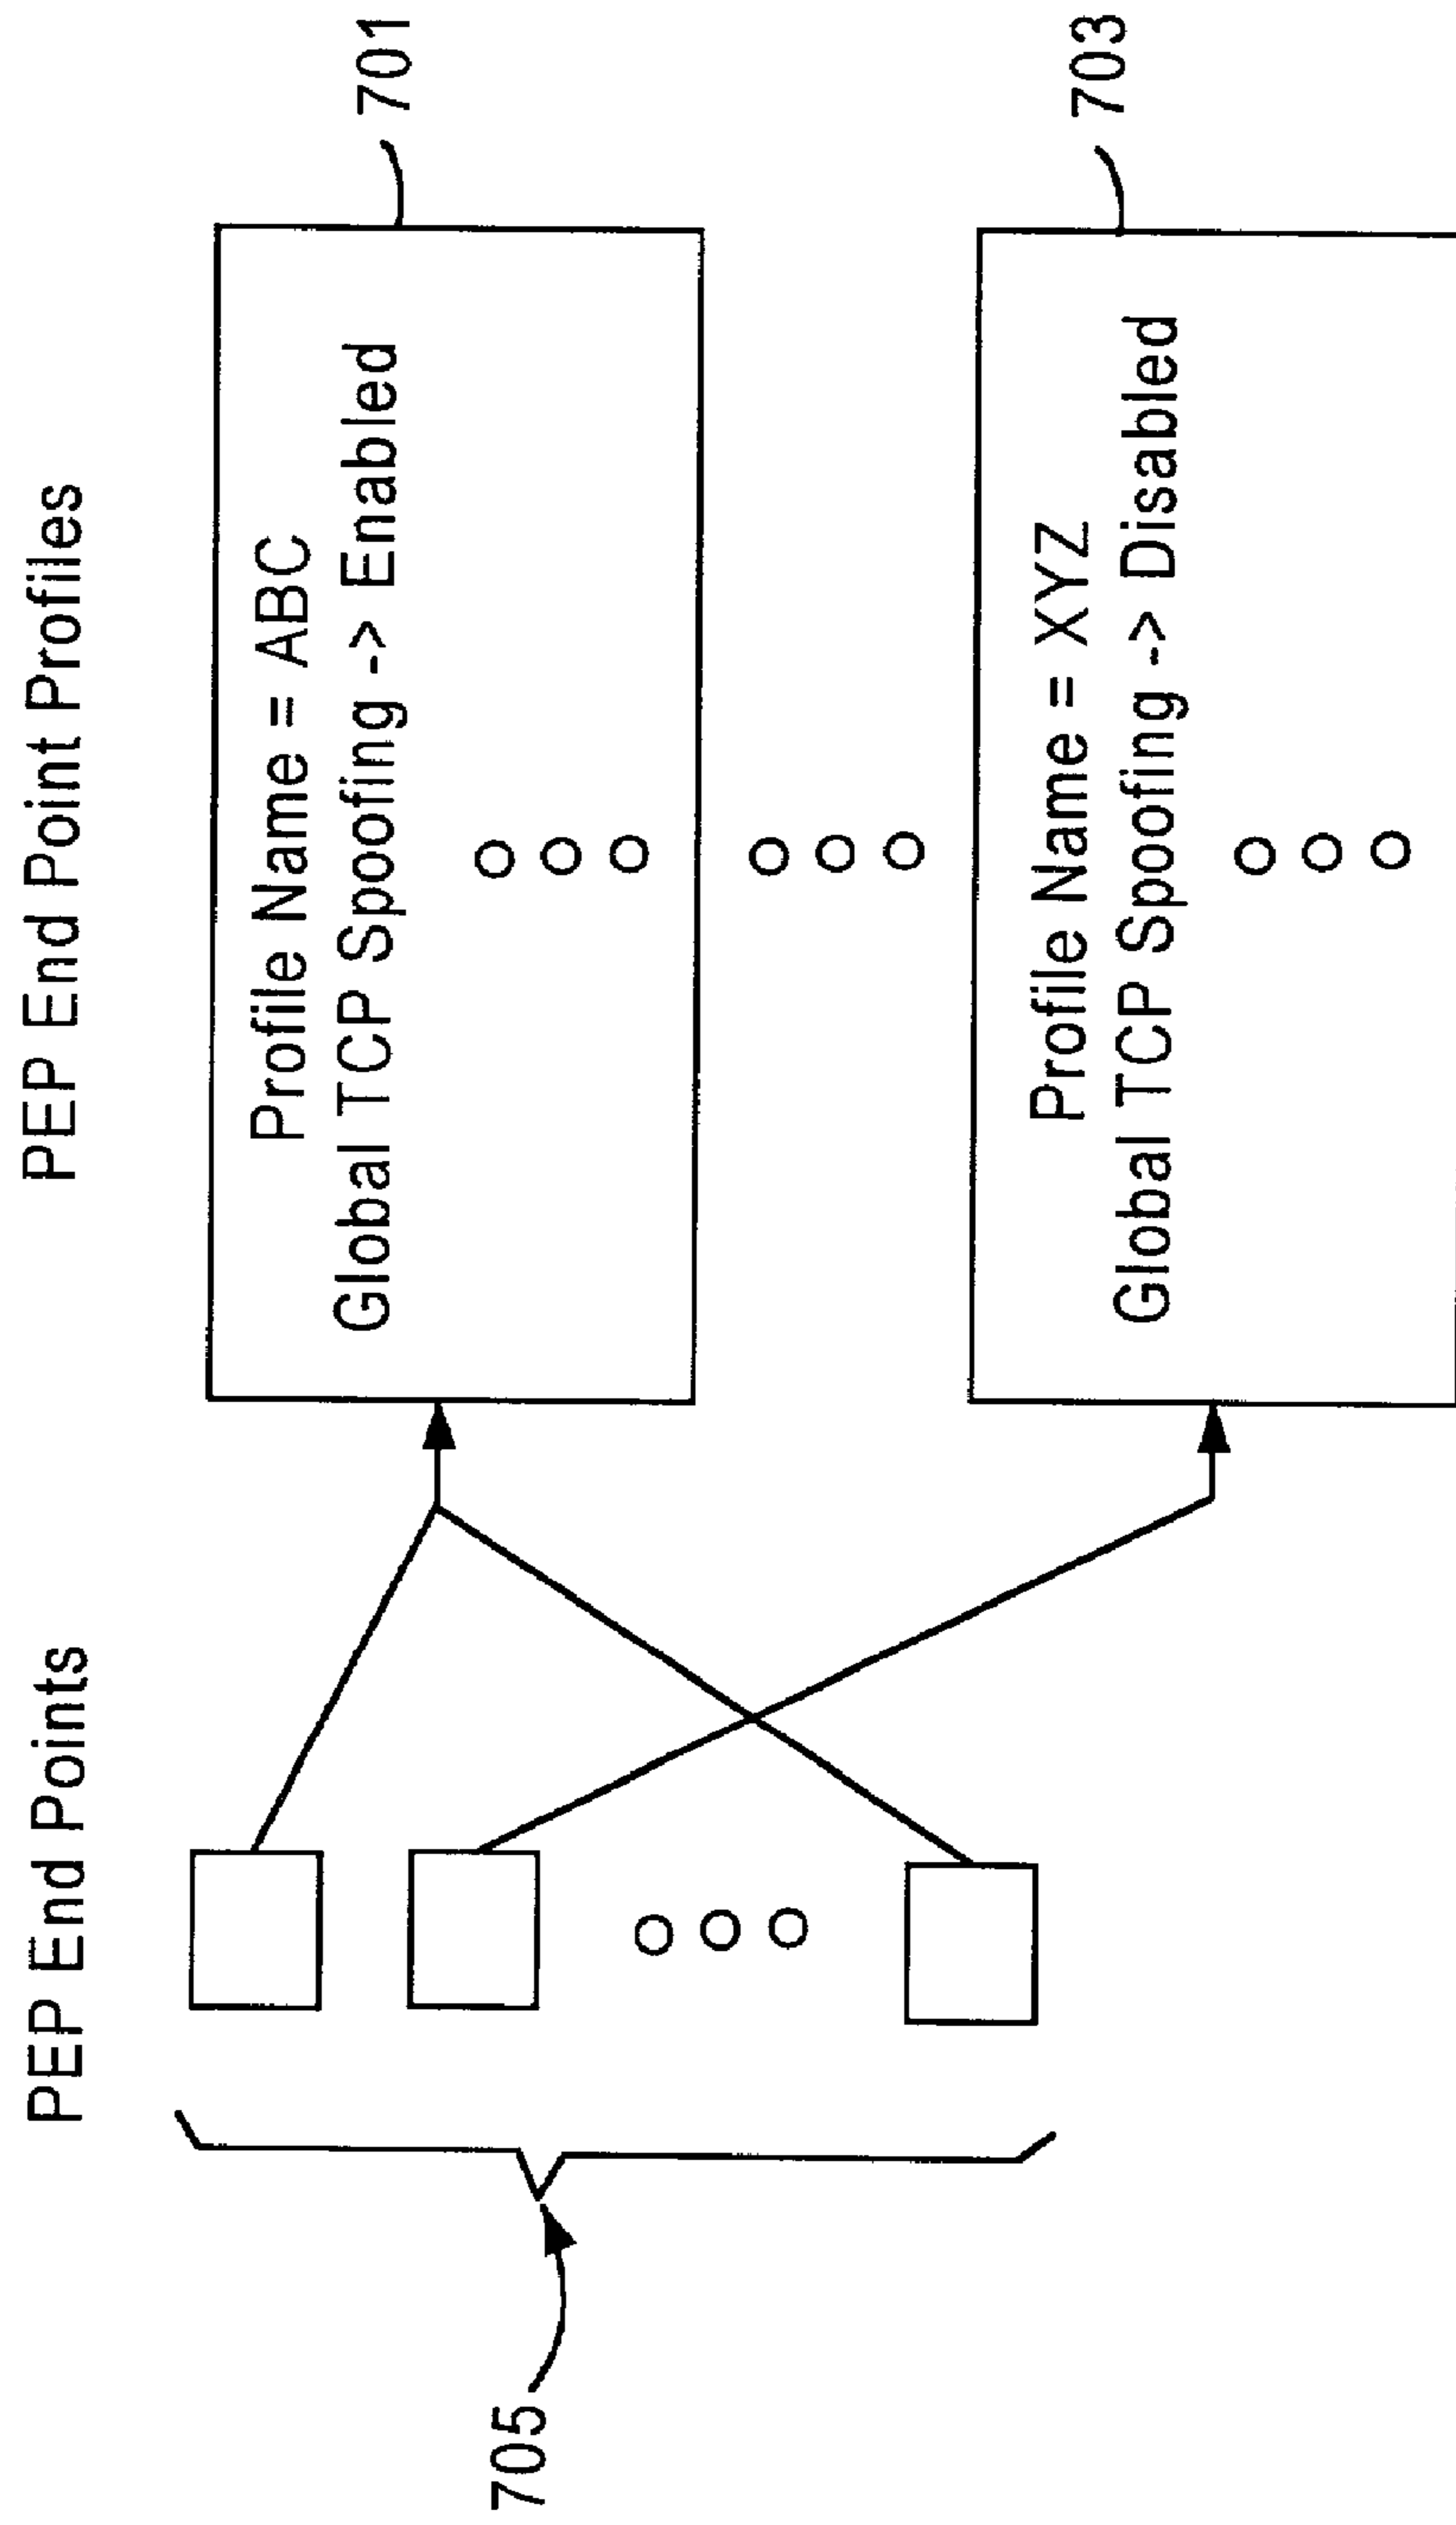 PEP End Points
PEP End Point Profiles
705
Profile Name = ABC
Global TCP Spoofing -> Enabled
701
Profile Name = XYZ
Global TCP Spoofing -> Disabled
703